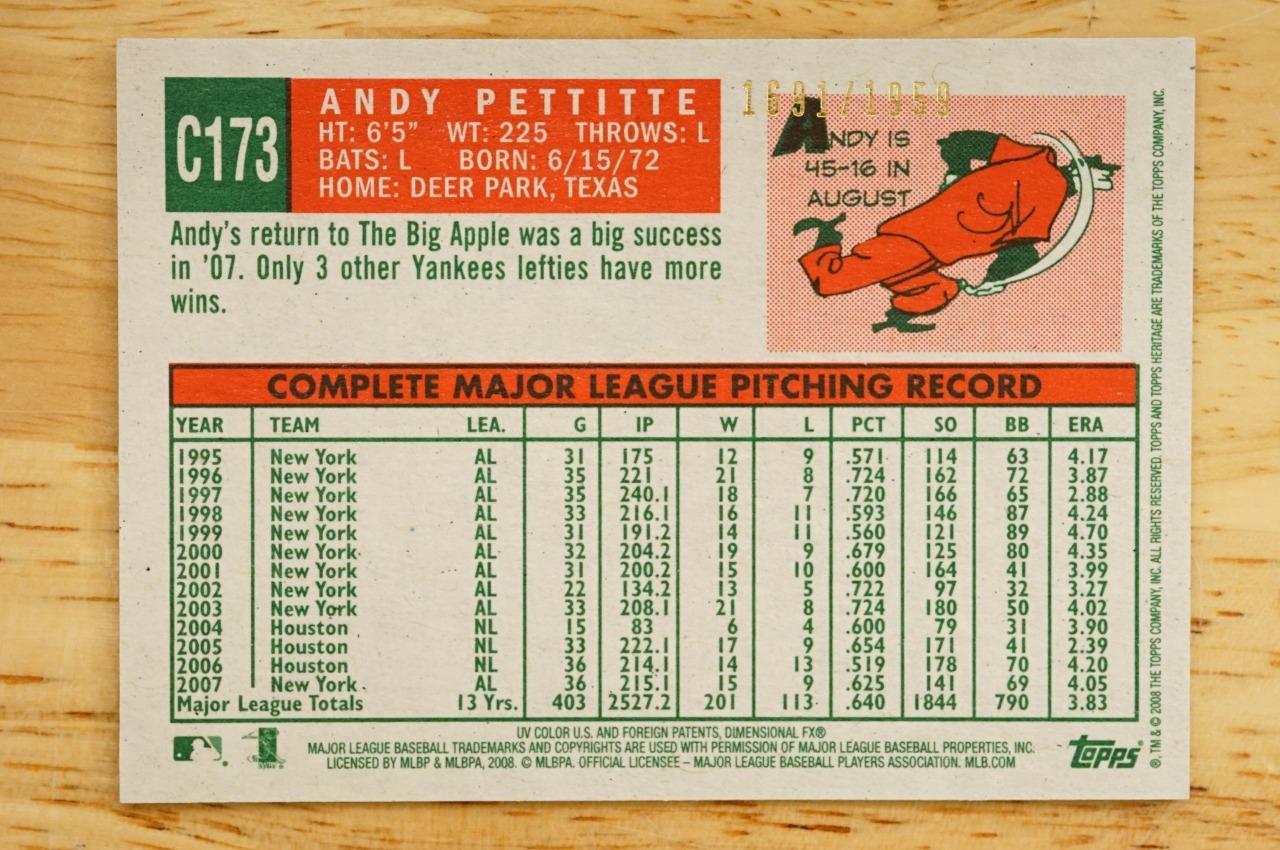 C173
ANDY PETTITTE
HT: 6'5" WT: 225 THROWS: L
BATS: L BORN: 6/15/72
HOME: DEER PARK, TEXAS
1691/1959
ANDY IS
45-16 IN
AUGUST
Andy's return to The Big Apple was a big success
in '07. Only 3 other Yankees lefties have more
wins.
COMPLETE MAJOR LEAGUE PITCHING RECORD
YEAR TEAM LEA. G IP W L PCT SO BB ERA
1995 New York AL 31 175 12 9 .571 114 63 4.17
1996 New York AL 35 221 21 8 .724 162 72 3.87
1997 New York AL 35 240.1 18 7 .720 166 65 2.88
1998 New York AL 33 216.1 16 11 .593 146 87 4.24
1999 New York AL 31 191.2 14 11 .560 121 89 4.70
2000 New York AL 32 204.2 19 9 .679 125 80 4.35
2001 New York AL 31 200.2 15 10 .600 164 41 3.99
2002 New York AL 22 134.2 13 5 .722 97 32 3.27
2003 New York AL 33 208.1 21 8 .724 180 50 4.02
2004 Houston NL 15 83 6 4 .600 79 31 3.90
2005 Houston NL 33 222.1 17 9 .654 171 41 2.39
2006 Houston NL 36 214.1 14 13 .519 178 70 4.20
2007 New York AL 36 215.1 15 9 .625 141 69 4.05
Major League Totals 13 Yrs. 403 2527.2 201 113 .640 1844 790 3.83
UV COLOR U.S. AND FOREIGN PATENTS, DIMENSIONAL FX®
MAJOR LEAGUE BASEBALL TRADEMARKS AND COPYRIGHTS ARE USED WITH PERMISSION OF MAJOR LEAGUE BASEBALL PROPERTIES, INC.
LICENSED BY MLBP & MLBPA, 2008. © MLBPA. OFFICIAL LICENSEE – MAJOR LEAGUE BASEBALL PLAYERS ASSOCIATION. MLB.COM
Topps®
®, TM & © 2008 THE TOPPS COMPANY, INC. ALL RIGHTS RESERVED. TOPPS AND TOPPS HERITAGE ARE TRADEMARKS OF THE TOPPS COMPANY, INC.